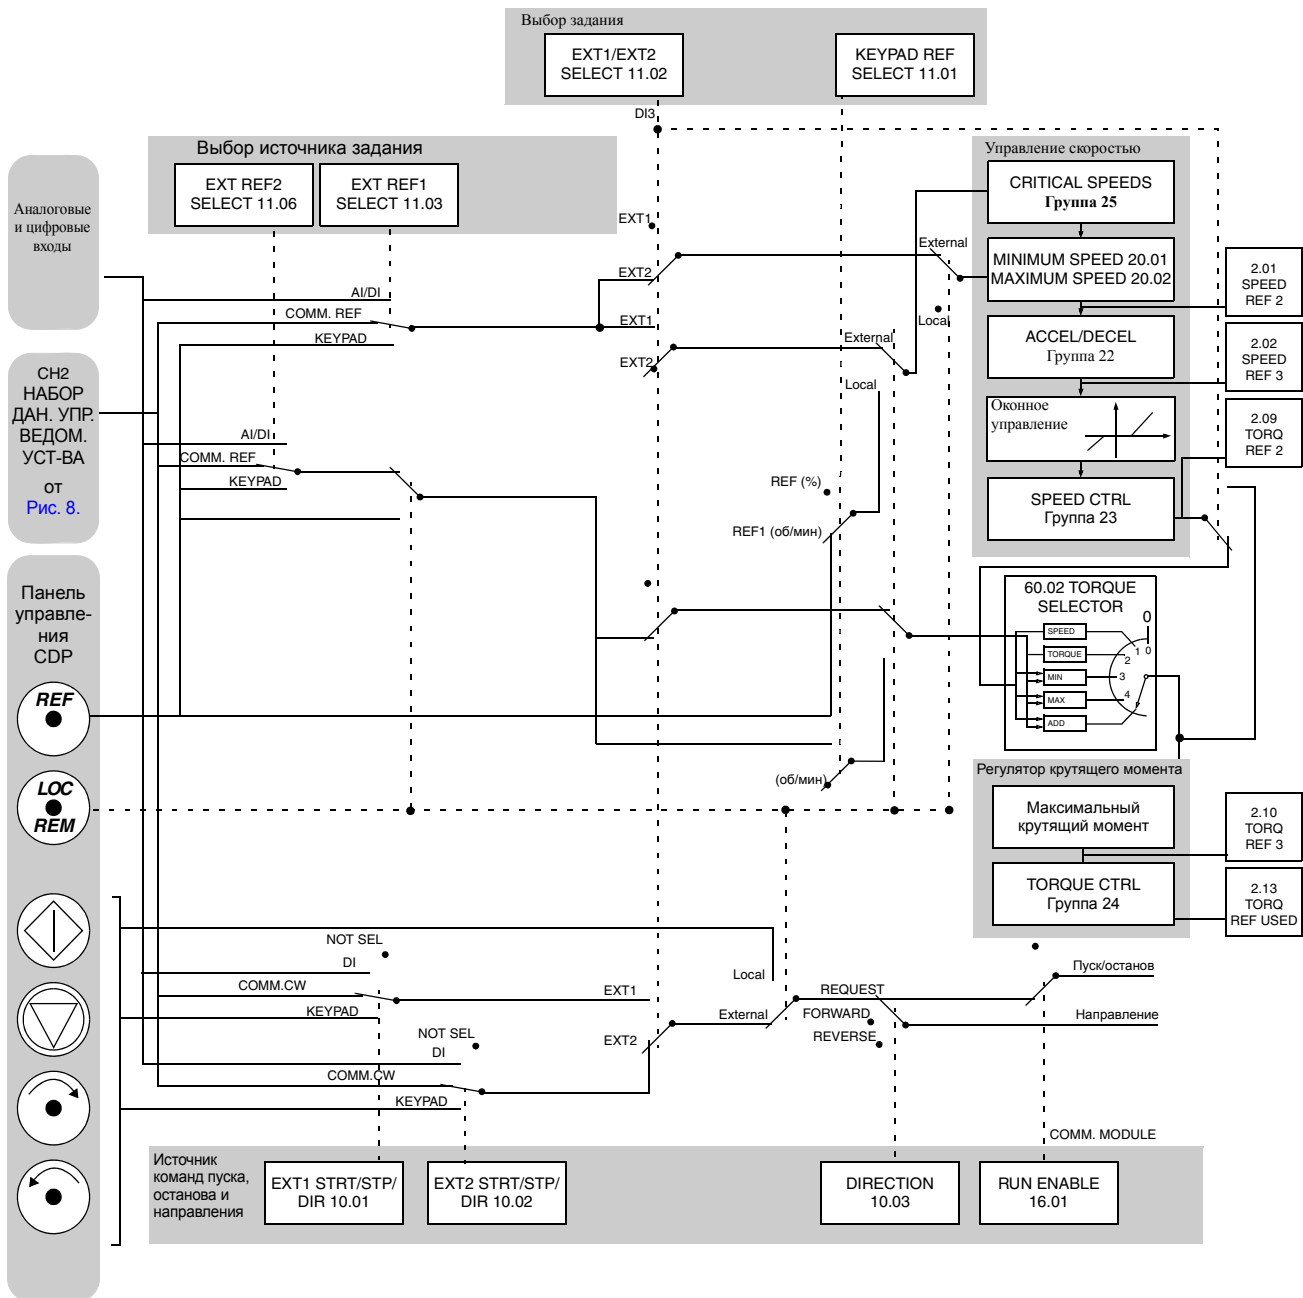 Выбор задания
EXT1/EXT2
SELECT 11.02
KEYPAD REF
SELECT 11.01
DI3
Выбор источника задания
EXT REF2
SELECT 11.06
EXT REF1
SELECT 11.03
Управление скоростью
CRITICAL SPEEDS
Группа 25
MINIMUM SPEED 20.01
MAXIMUM SPEED 20.02
ACCEL/DECEL
Группа 22
Оконное
управление
SPEED CTRL
Группа 23
2.01
SPEED
REF 2
2.02
SPEED
REF 3
2.09
TORQ
REF 2
Аналоговые
и цифровые
входы
CH2
НАБОР
ДАН. УПР.
ВЕДОМ.
УСТ-ВА
от
Рис. 8.
Панель
управле-
ния
CDP
REF
LOC
REM
EXT1
EXT2
EXT1
EXT2
External
Local
External
Local
AI/DI
COMM. REF
KEYPAD
AI/DI
COMM. REF
KEYPAD
REF (%)
REF1 (об/мин)
(об/мин)
60.02 TORQUE
SELECTOR
SPEED
TORQUE
MIN
MAX
ADD
0
0
1
2
3
4
Регулятор крутящего момента
Максимальный
крутящий момент
TORQUE CTRL
Группа 24
2.10
TORQ
REF 3
2.13
TORQ
REF USED
NOT SEL
DI
COMM.CW
KEYPAD
NOT SEL
DI
COMM.CW
KEYPAD
EXT1
EXT2
Local
External
REQUEST
FORWARD
REVERSE
Пуск/останов
Направление
COMM. MODULE
Источник
команд пуска,
останова и
направления
EXT1 STRT/STP/
DIR 10.01
EXT2 STRT/STP/
DIR 10.02
DIRECTION
10.03
RUN ENABLE
16.01